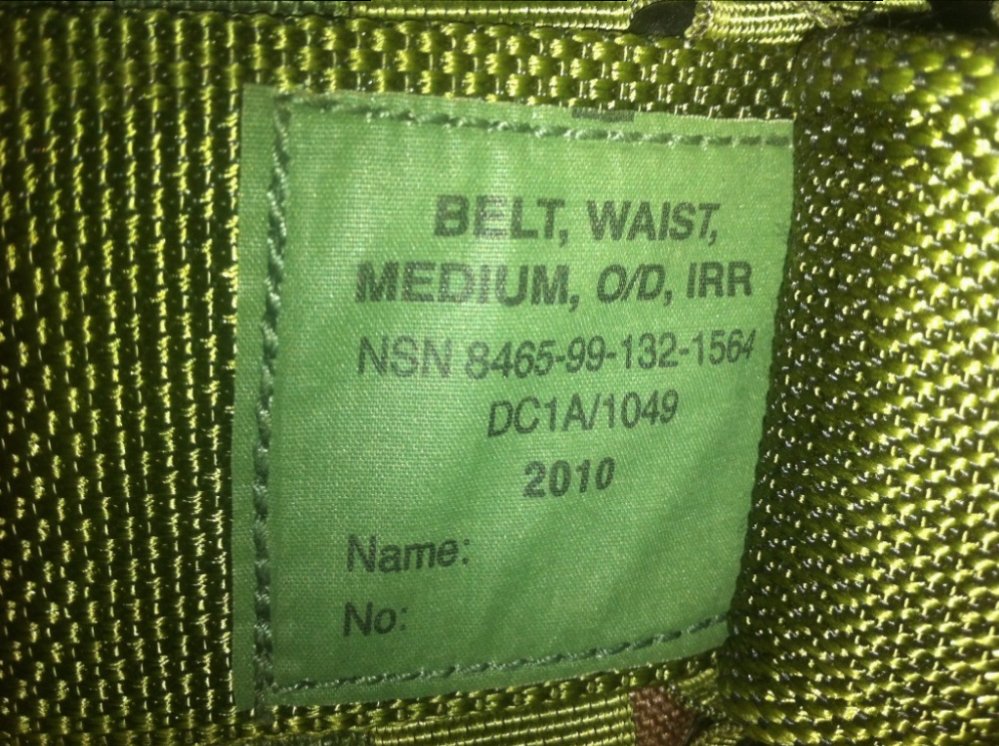 BELT, WAIST,
MEDIUM, O/D, IRR
NSN 8465-99-132-1564
DC1A/1049
2010
Name:
No: